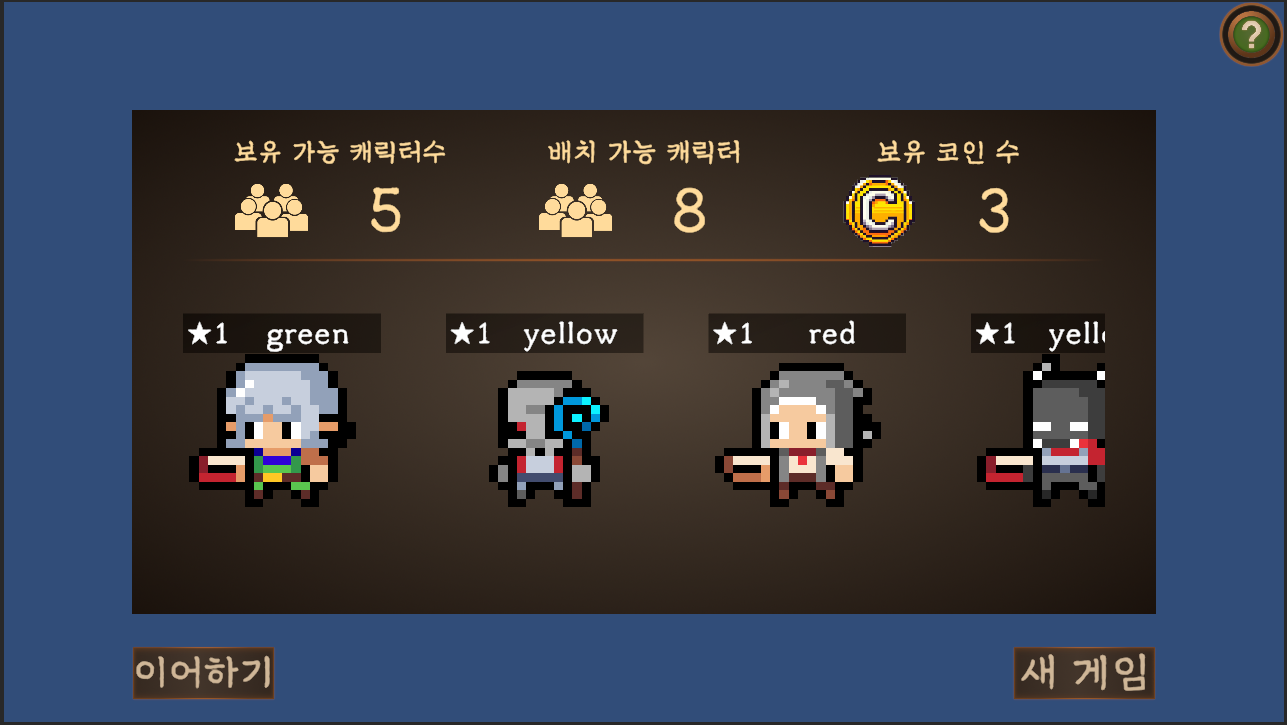 ?
보유 가능 캐릭터수
배치 가능 캐릭터
보유 코인 수
5
8
C
3
★1 green
★1 yellow
★1 red
★1 yell
이어하기
새 게임